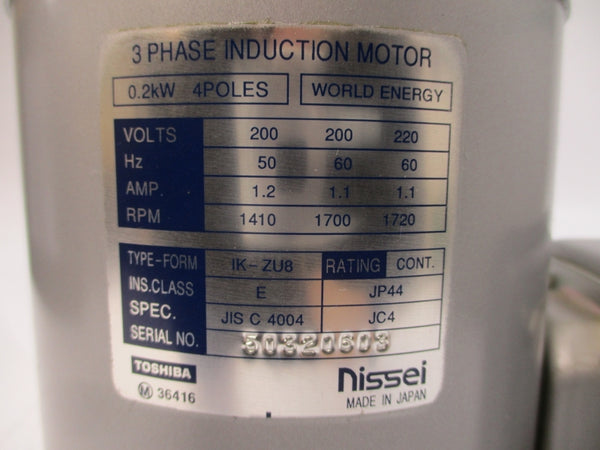 3 PHASE INDUCTION MOTOR
0.2kW 4POLES WORLD ENERGY
VOLTS 200 200 220
Hz 50 60 60
AMP. 1.2 1.1 1.1
RPM 1410 1700 1720
TYPE-FORM IK-ZU8 RATING CONT.
INS.CLASS E JP44
SPEC. JIS C 4004 JC4
SERIAL NO. 50320603
TOSHIBA Nissei
M 36416 MADE IN JAPAN